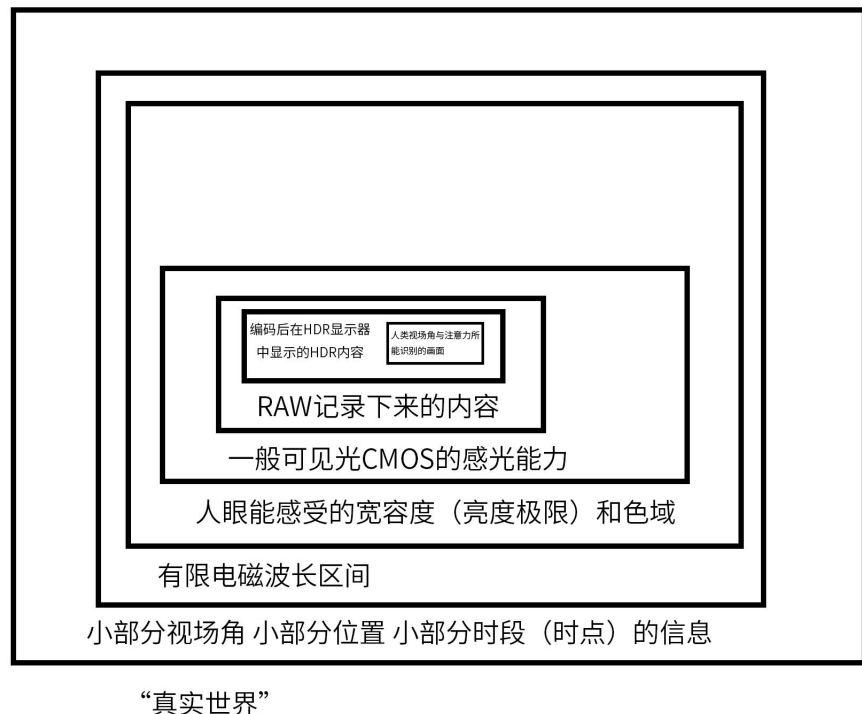 编码后在HDR显示器
中显示的HDR内容
人类视场角与注意力所
能识别的画面
RAW记录下来的内容
一般可见光CMOS的感光能力
人眼能感受的宽容度（亮度极限）和色域
有限电磁波长区间
小部分视场角 小部分位置 小部分时段（时点）的信息
“真实世界”